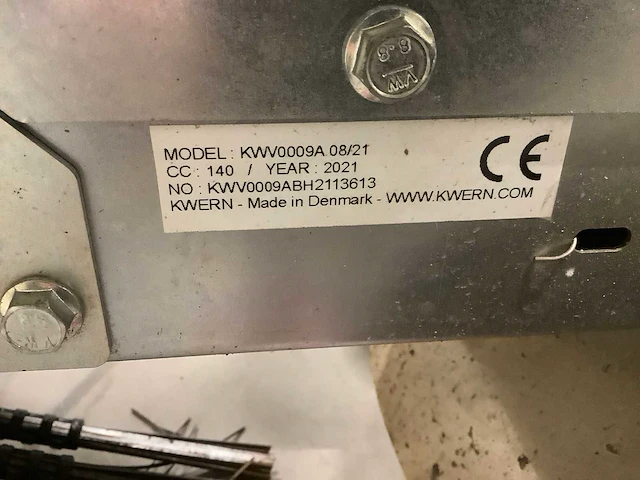 8.8
MODEL : KWV0009A 08/21
CC : 140 / YEAR : 2021
NO : KWV0009ABH2113613
KWERN - Made in Denmark - WWW.KWERN.COM
CE